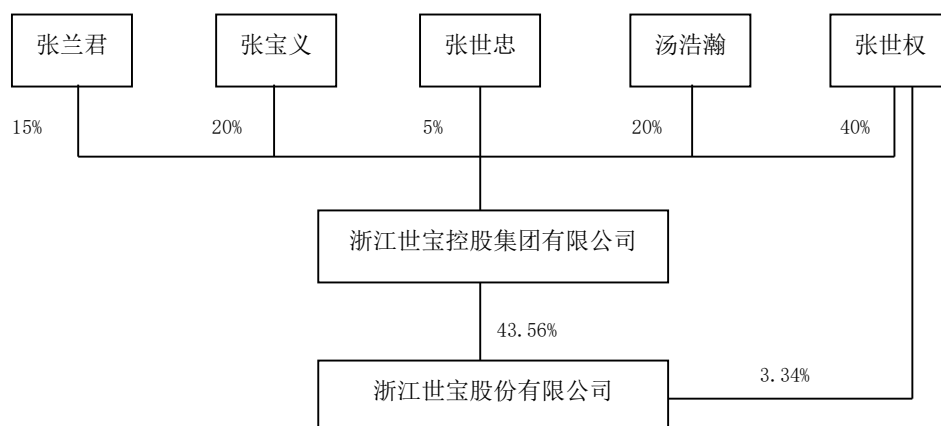 张兰君
张宝义
张世忠
汤浩瀚
张世权
15%
20%
5%
20%
40%
浙江世宝控股集团有限公司
43.56%
3.34%
浙江世宝股份有限公司